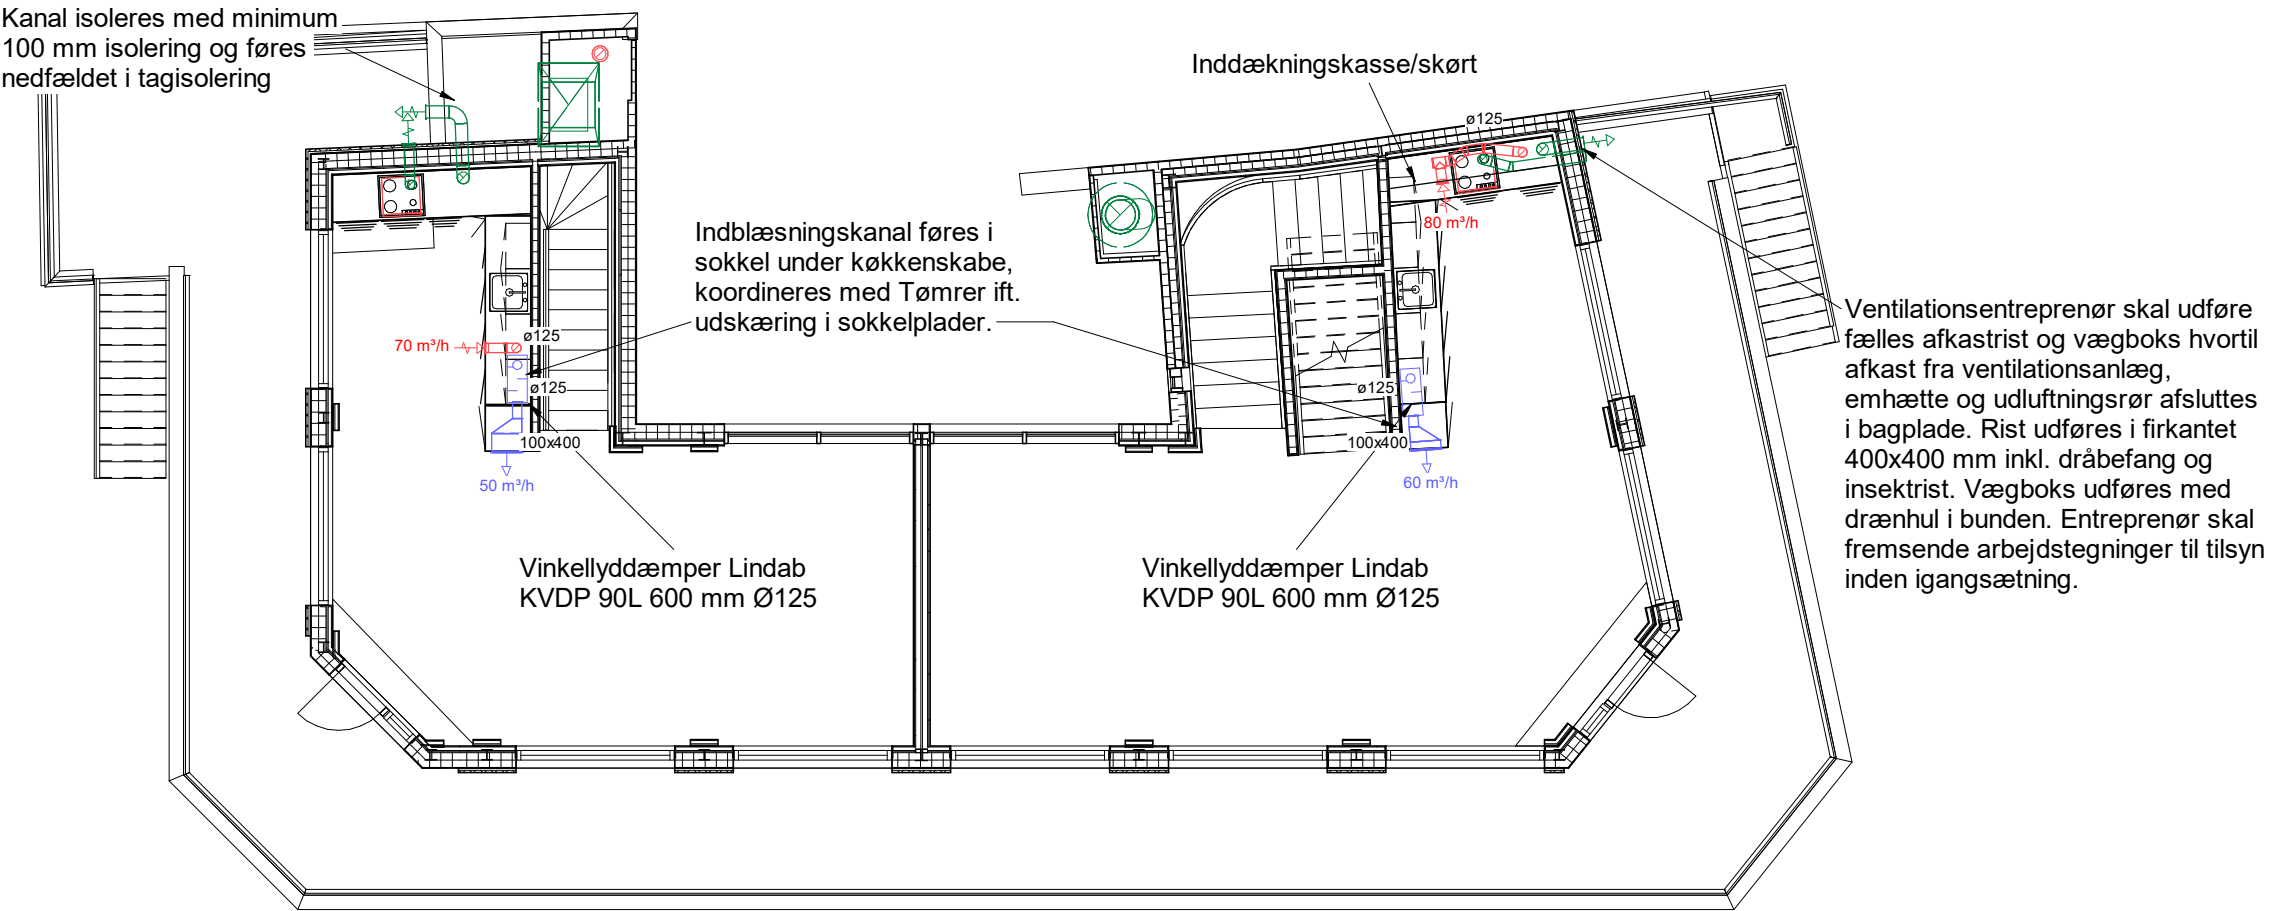 Kanal isoleres med minimum
100 mm isolering og føres
nedfældet i tagisolering
Inddækningskasse/skørt
ø125
80 m³/h
Indblæsningskanal føres i
sokkel under køkkenskabe,
koordineres med Tømrer ift.
udskæring i sokkelplader.
Ventilationsentreprenør skal udføre
fælles afkastrist og vægboks hvortil
afkast fra ventilationsanlæg,
emhætte og udluftningsrør afsluttes
i bagplade. Rist udføres i firkantet
400x400 mm inkl. dråbefang og
insektrist. Vægboks udføres med
drænhul i bunden. Entreprenør skal
fremsende arbejdstegninger til tilsyn
inden igangsætning.
70 m³/h
ø125
ø125
100x400
50 m³/h
ø125
100x400
60 m³/h
Vinkellyddæmper Lindab
KVDP 90L 600 mm Ø125
Vinkellyddæmper Lindab
KVDP 90L 600 mm Ø125